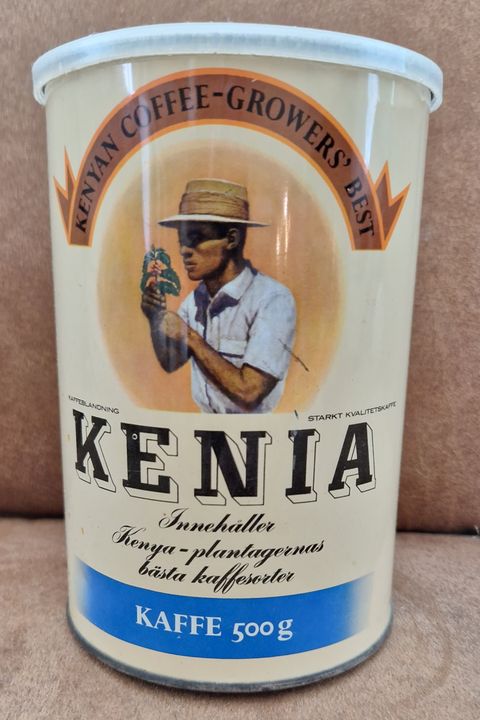 KENYAN COFFEE-GROWERS' BEST
KAFFEBLANDNING
STARKT KVALITETSKAFFE
KENIA
Innehåller
Kenya-plantagernas
bästa kaffesorter
KAFFE 500g